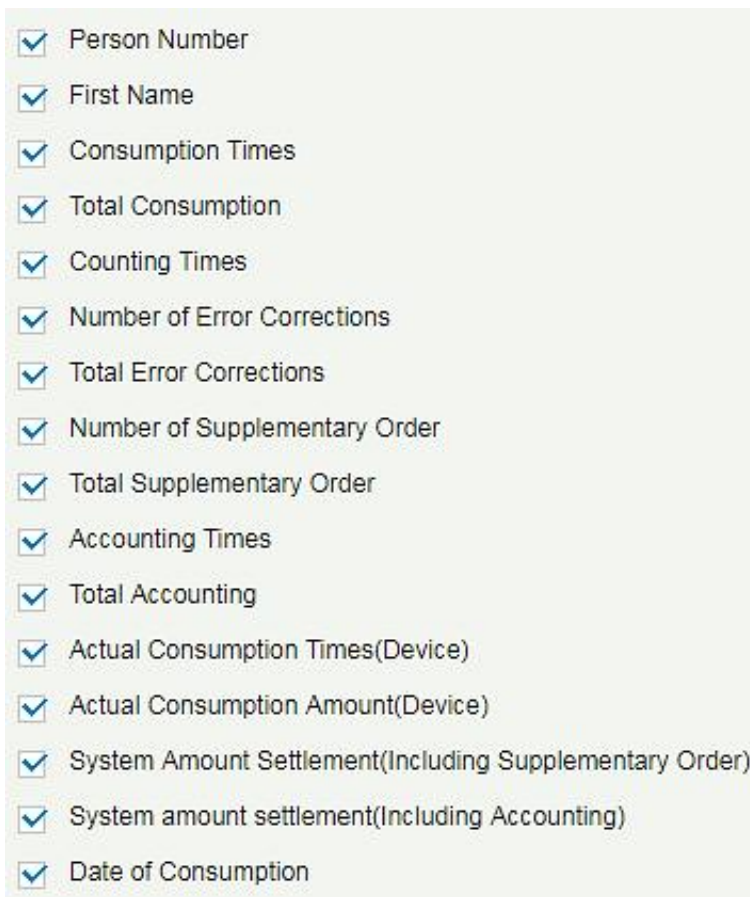 Person Number
First Name
Consumption Times
Total Consumption
Counting Times
Number of Error Corrections
Total Error Corrections
Number of Supplementary Order
Total Supplementary Order
Accounting Times
Total Accounting
Actual Consumption Times(Device)
Actual Consumption Amount(Device)
System Amount Settlement(Including Supplementary Order)
System amount settlement(Including Accounting)
Date of Consumption